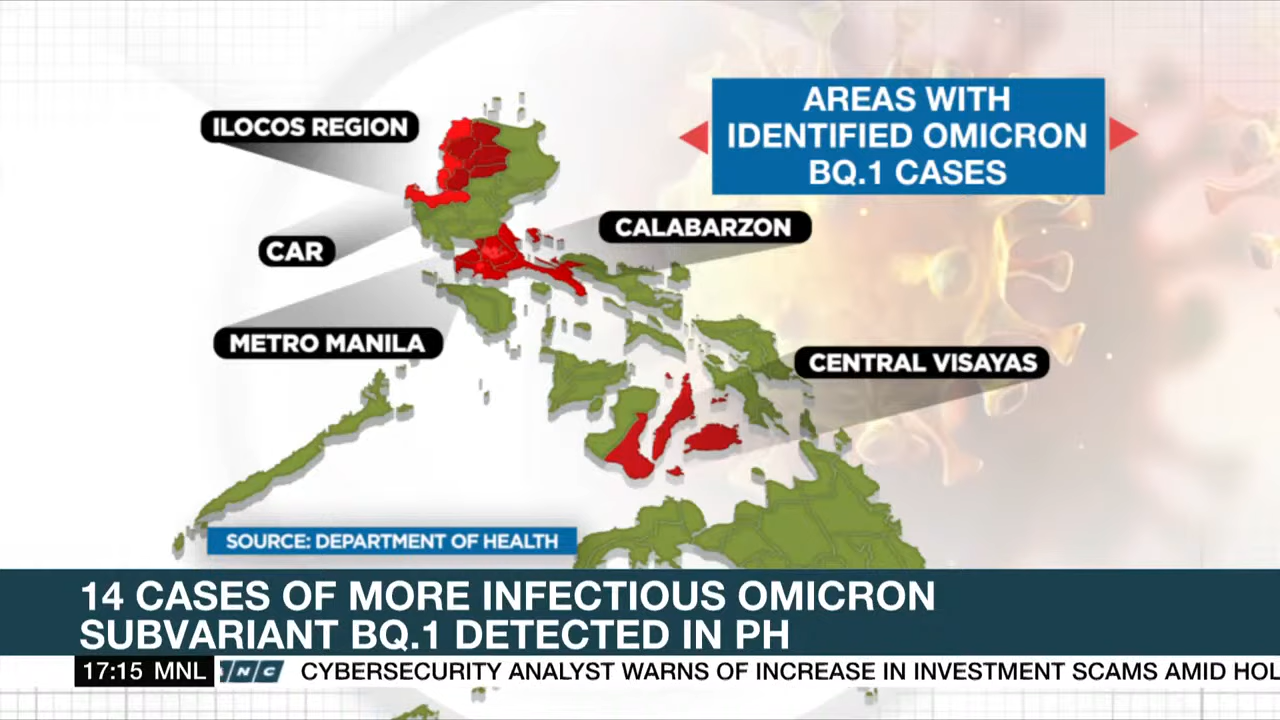 AREAS WITH
IDENTIFIED OMICRON
BQ.1 CASES
ILOCOS REGION
CALABARZON
CAR
METRO MANILA
CENTRAL VISAYAS
SOURCE: DEPARTMENT OF HEALTH
14 CASES OF MORE INFECTIOUS OMICRON
SUBVARIANT BQ.1 DETECTED IN PH
17:15 MNL ANC CYBERSECURITY ANALYST WARNS OF INCREASE IN INVESTMENT SCAMS AMID HOL